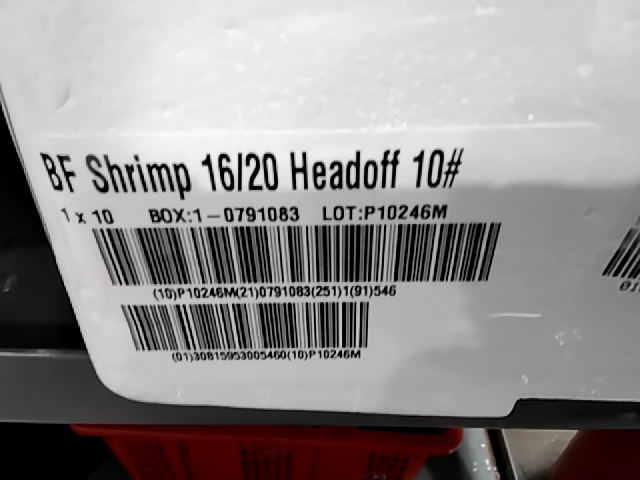 BF Shrimp 16/20 Headoff 10#
1 x 10 BOX:1-0791083 LOT:P10246M
(10)P10246M(21)0791083(251)1(91)546
(01)30815953005460(10)P10246M